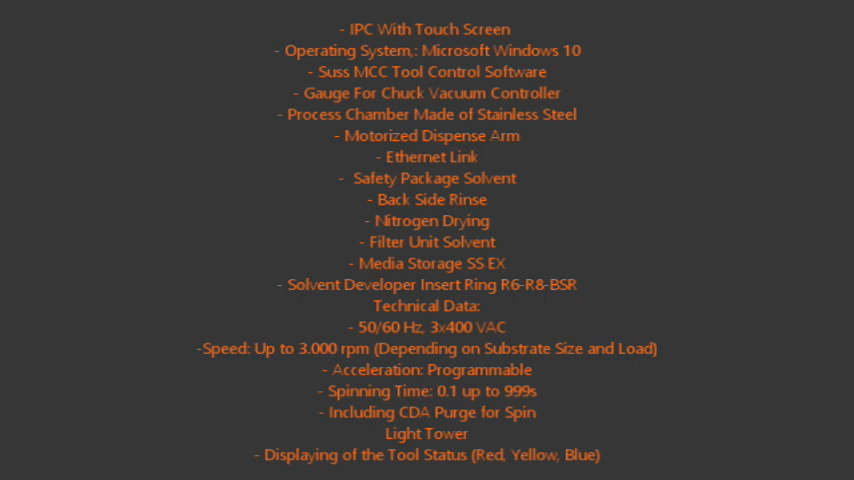 - IPC With Touch Screen
- Operating System,: Microsoft Windows 10
- Suss MCC Tool Control Software
- Gauge For Chuck Vacuum Controller
- Process Chamber Made of Stainless Steel
- Motorized Dispense Arm
- Ethernet Link
-  Safety Package Solvent
- Back Side Rinse
- Nitrogen Drying
- Filter Unit Solvent
- Media Storage SS EX
- Solvent Developer Insert Ring R6-R8-BSR
Technical Data:
- 50/60 Hz, 3x400 VAC
-Speed: Up to 3.000 rpm (Depending on Substrate Size and Load)
- Acceleration: Programmable
- Spinning Time: 0.1 up to 999s
- Including CDA Purge for Spin
Light Tower
- Displaying of the Tool Status (Red, Yellow, Blue)